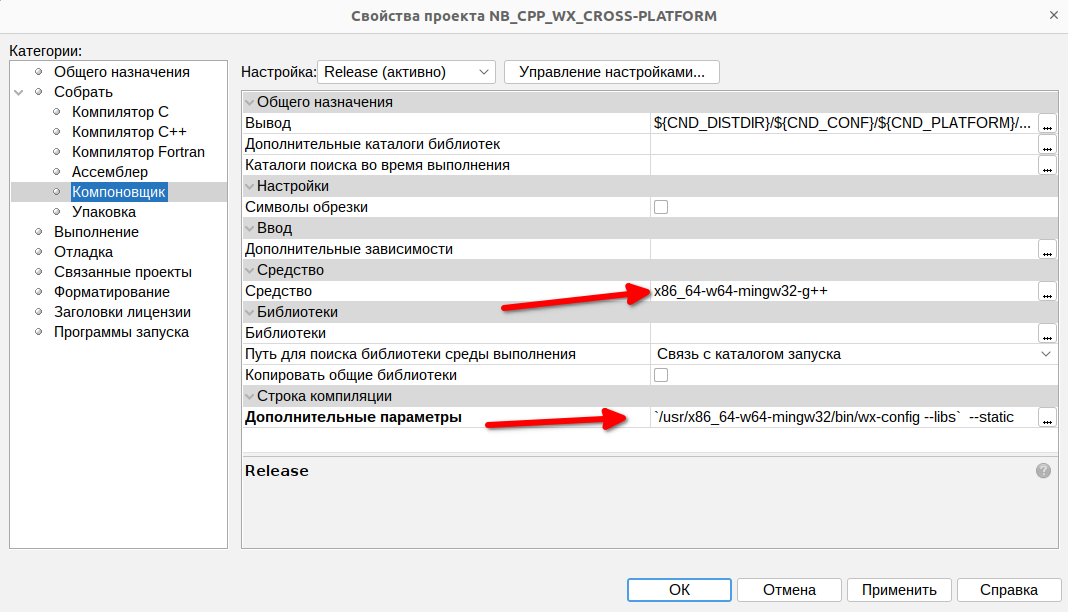 Свойства проекта NB_CPP_WX_CROSS-PLATFORM
Категории:
Общего назначения
Собрать
Компилятор C
Компилятор C++
Компилятор Fortran
Ассемблер
Компоновщик
Упаковка
Выполнение
Отладка
Связанные проекты
Форматирование
Заголовки лицензии
Программы запуска
Настройка: Release (активно) Управление настройками...
Общего назначения
Вывод ${CND_DISTDIR}/${CND_CONF}/${CND_PLATFORM}/... ...
Дополнительные каталоги библиотек ...
Каталоги поиска во время выполнения ...
Настройки
Символы обрезки
Ввод
Дополнительные зависимости ...
Средство
Средство x86_64-w64-mingw32-g++ ...
Библиотеки
Библиотеки ...
Путь для поиска библиотеки среды выполнения Связь с каталогом запуска
Копировать общие библиотеки
Строка компиляции
Дополнительные параметры `/usr/x86_64-w64-mingw32/bin/wx-config --libs`  --static ...
Release ?
ОК Отмена Применить Справка